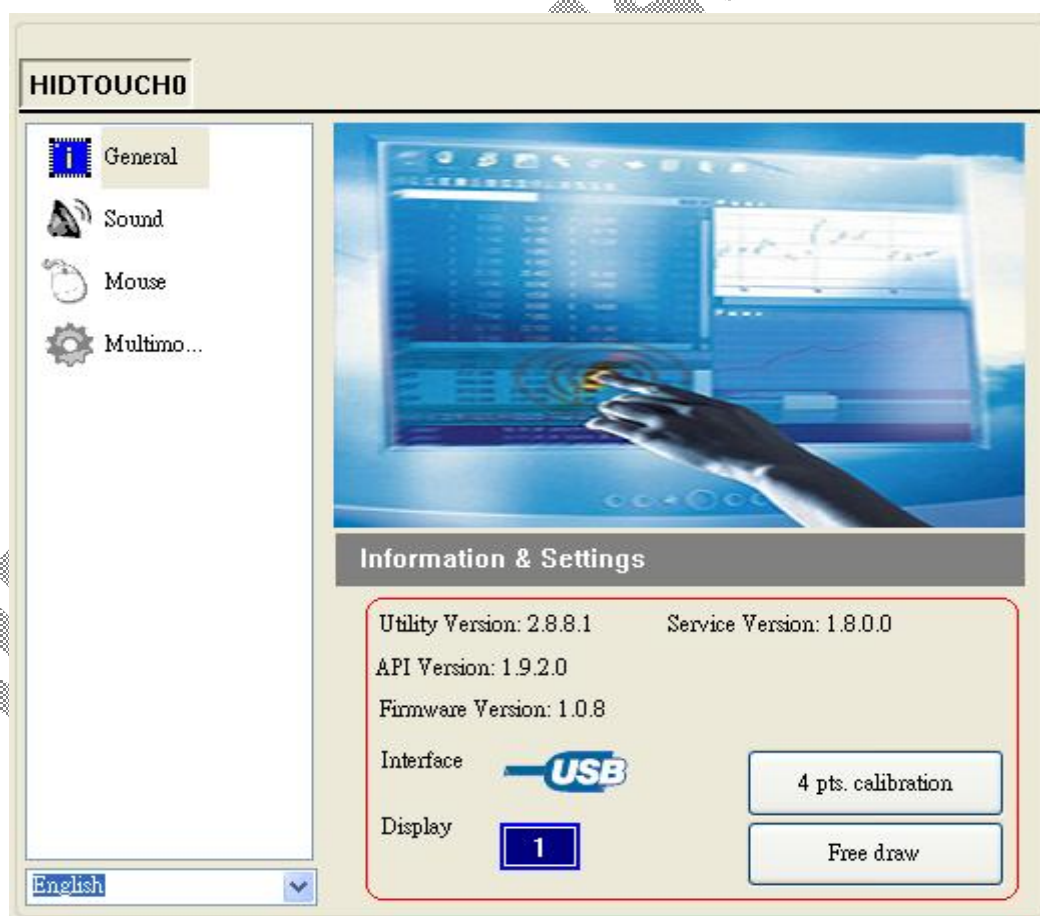 HIDTOUCH0
General
Sound
Mouse
Multimo...
English
Information & Settings
Utility Version: 2.8.8.1 Service Version: 1.8.0.0
API Version: 1.9.2.0
Firmware Version: 1.0.8
Interface USB
4 pts. calibration
Display 1
Free draw